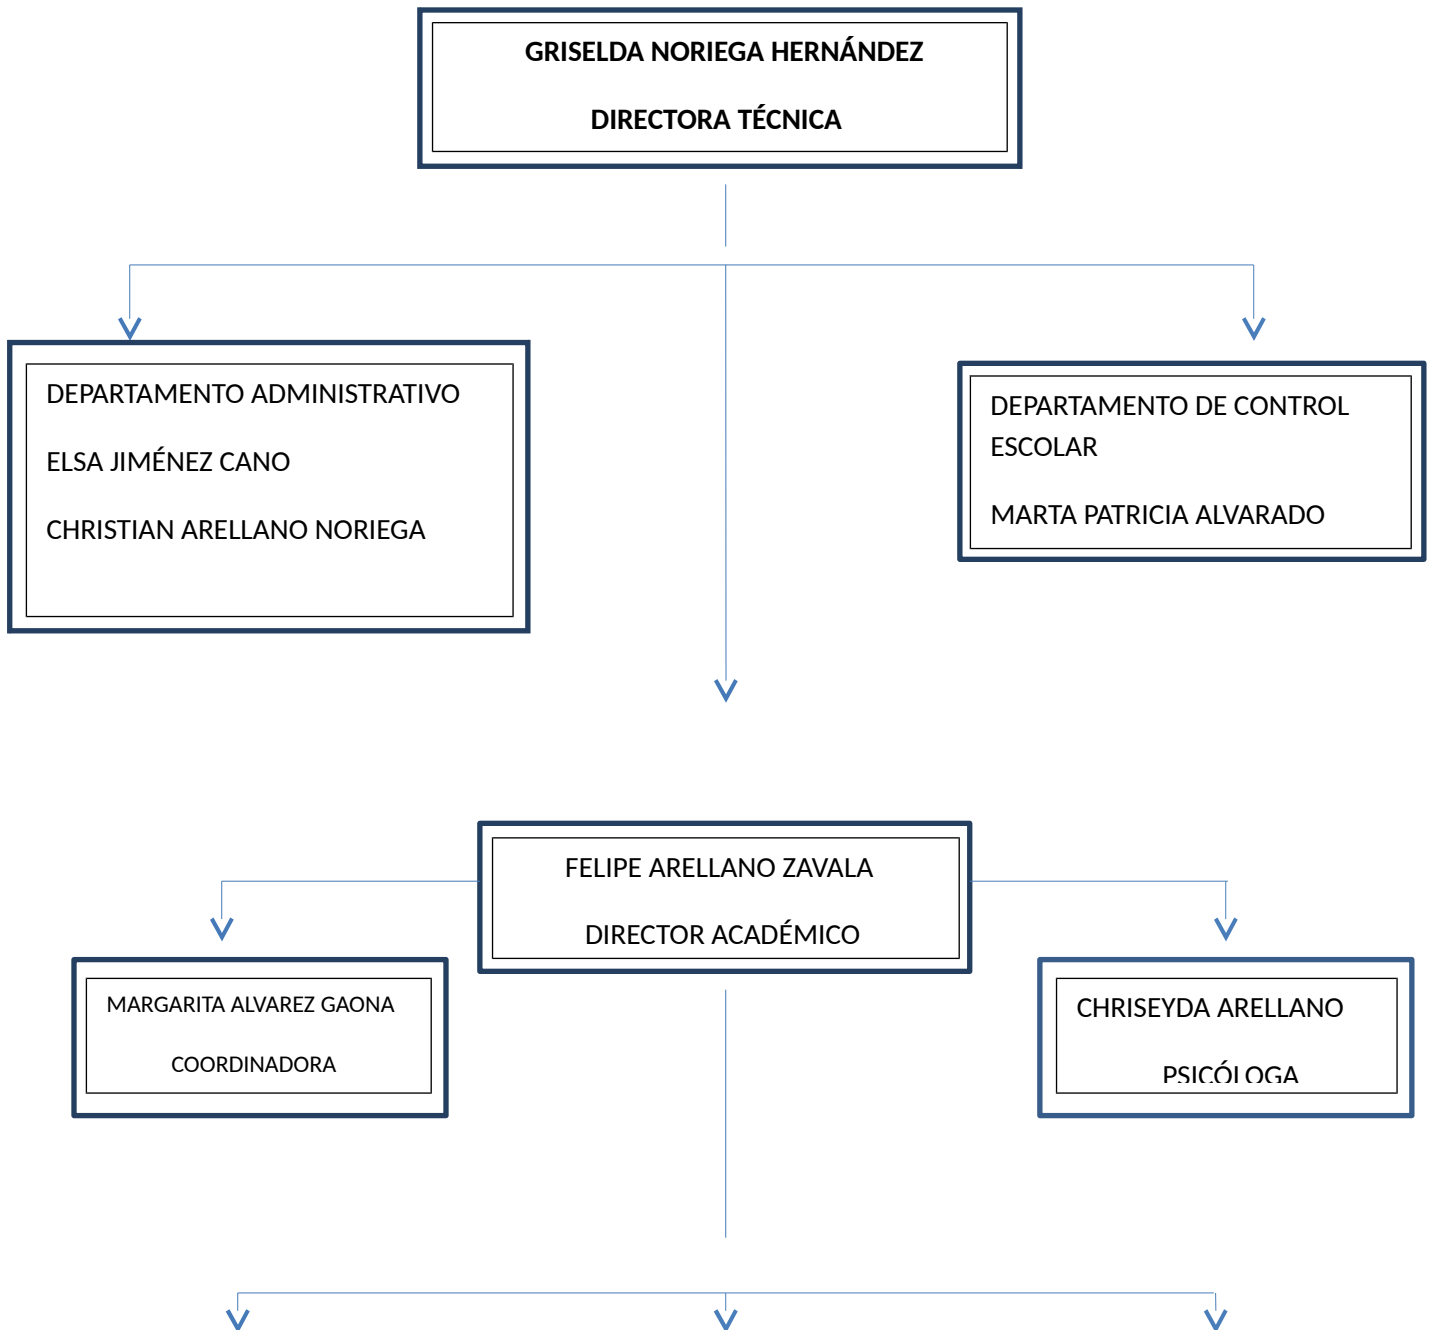 GRISELDA NORIEGA HERNÁNDEZ
DIRECTORA TÉCNICA
DEPARTAMENTO ADMINISTRATIVO
ELSA JIMÉNEZ CANO
CHRISTIAN ARELLANO NORIEGA
DEPARTAMENTO DE CONTROL
ESCOLAR
MARTA PATRICIA ALVARADO
FELIPE ARELLANO ZAVALA
DIRECTOR ACADÉMICO
MARGARITA ALVAREZ GAONA
COORDINADORA
CHRISEYDA ARELLANO
PSICÓLOGA